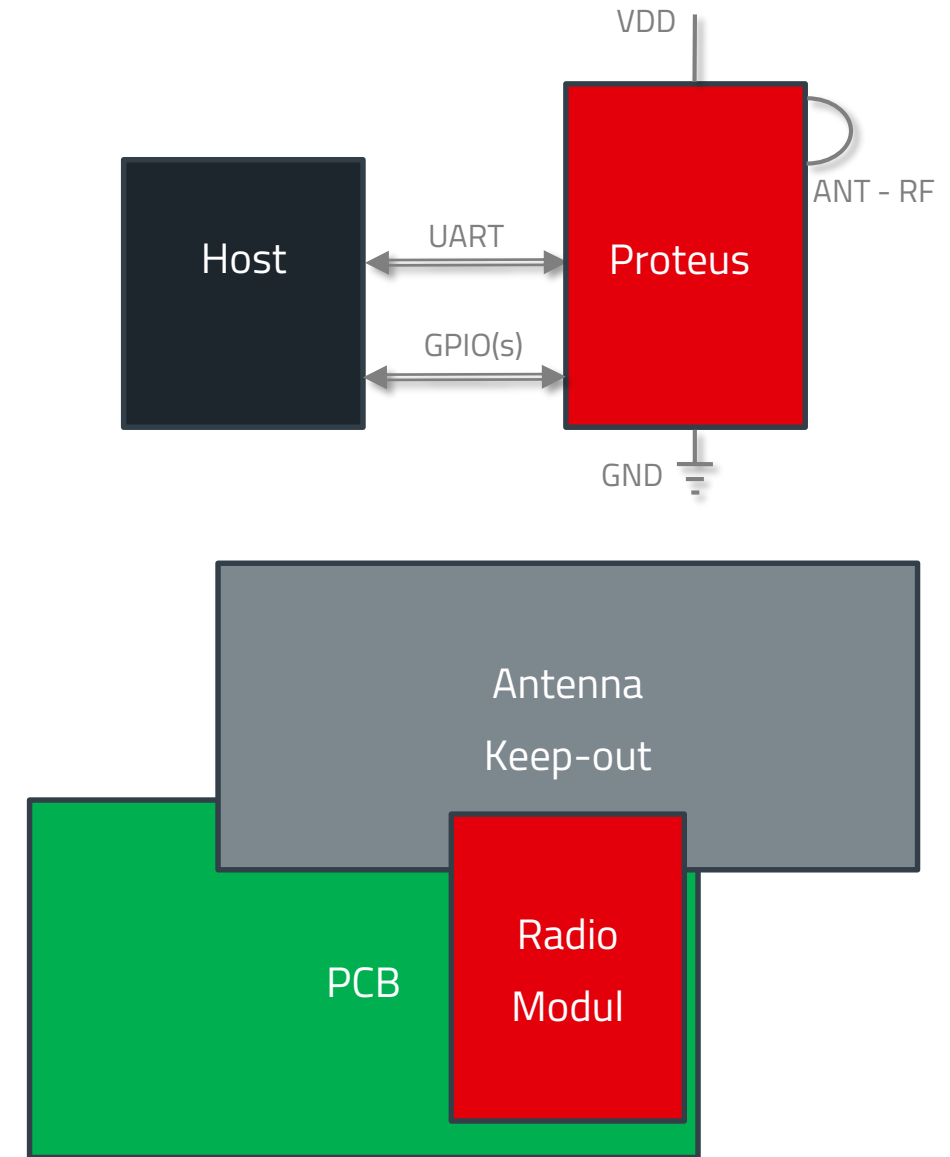 VDD
ANT - RF
Host
UART
Proteus
GPIO(s)
GND
Antenna
Keep-out
Radio
Modul
PCB